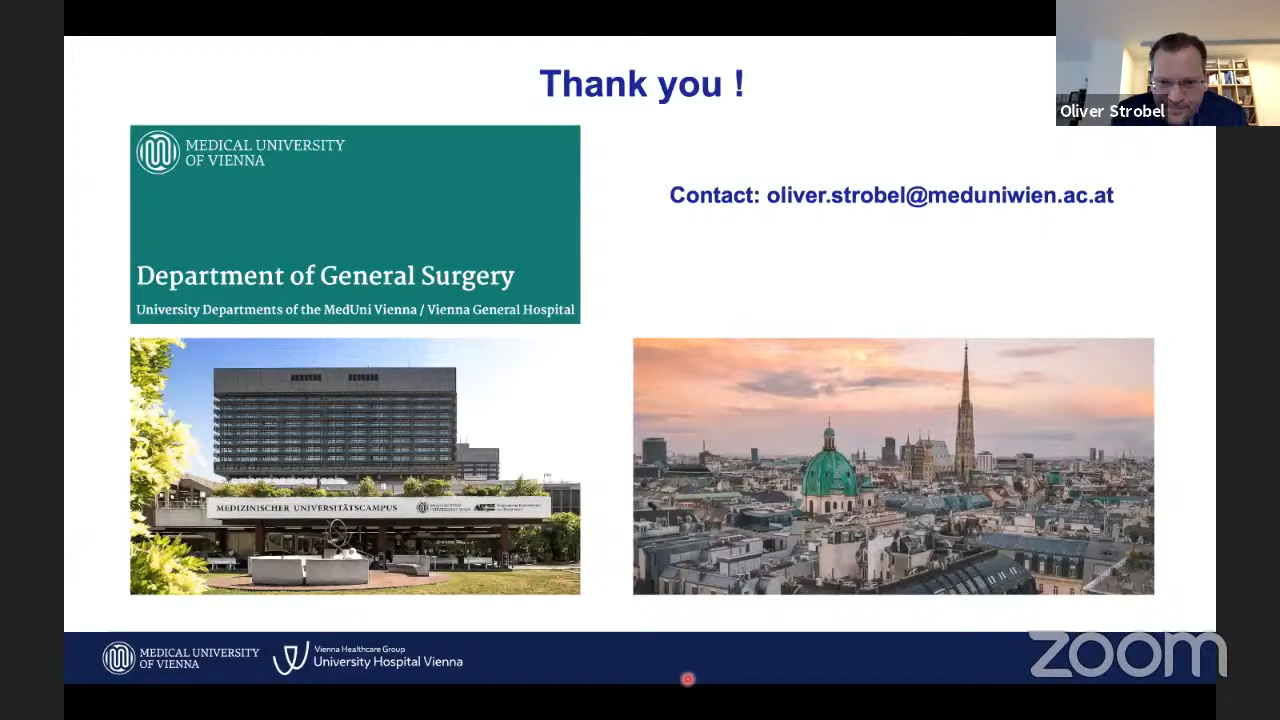 Thank you !
Oliver Strobel
MEDICAL UNIVERSITY
OF VIENNA
Contact: oliver.strobel@meduniwien.ac.at
Department of General Surgery
University Departments of the MedUni Vienna / Vienna General Hospital
MEDIZINISCHER UNIVERSITÄTSCAMPUS
MEDICAL UNIVERSITY
OF VIENNA
Vienna Healthcare Group
University Hospital Vienna
zoom